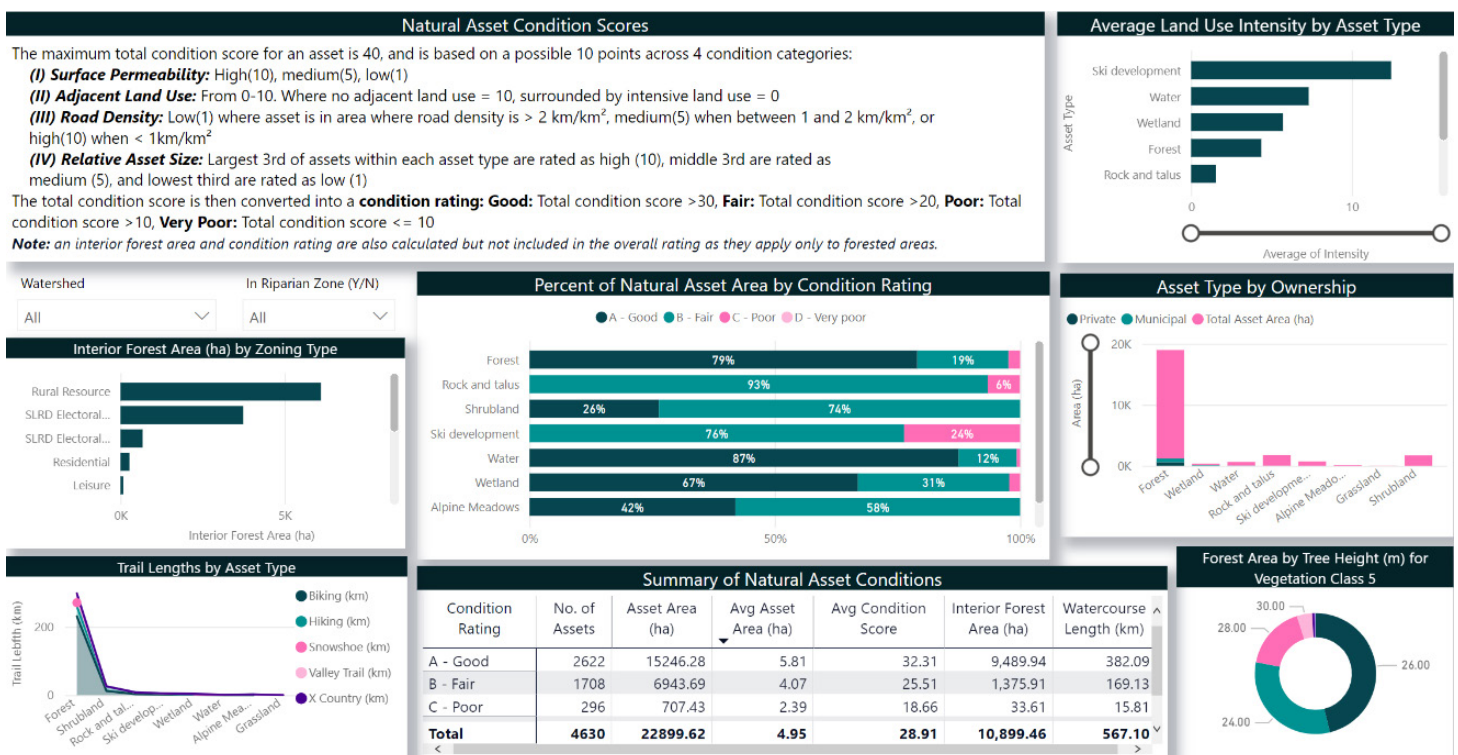 Natural Asset Condition Scores
The maximum total condition score for an asset is 40, and is based on a possible 10 points across 4 condition categories:
(I) Surface Permeability: High(10), medium(5), low(1)
(II) Adjacent Land Use: From 0-10. Where no adjacent land use = 10, surrounded by intensive land use = 0
(III) Road Density: Low(1) where asset is in area where road density is > 2 km/km², medium(5) when between 1 and 2 km/km², or
high(10) when < 1km/km²
(IV) Relative Asset Size: Largest 3rd of assets within each asset type are rated as high (10), middle 3rd are rated as
medium (5), and lowest third are rated as low (1)
The total condition score is then converted into a condition rating: Good: Total condition score >30, Fair: Total condition score >20, Poor: Total
condition score >10, Very Poor: Total condition score <= 10
Note: an interior forest area and condition rating are also calculated but not included in the overall rating as they apply only to forested areas.
Average Land Use Intensity by Asset Type
Asset Type
Ski development
Water
Wetland
Forest
Rock and talus
0 10
Average of Intensity
Watershed
All
In Riparian Zone (Y/N)
All
Interior Forest Area (ha) by Zoning Type
Rural Resource
SLRD Electoral...
SLRD Electoral...
Residential
Leisure
0K 5K
Interior Forest Area (ha)
Percent of Natural Asset Area by Condition Rating
A - Good B - Fair C - Poor D - Very poor
Forest 79% 19%
Rock and talus 93% 6%
Shrubland 26% 74%
Ski development 76% 24%
Water 87% 12%
Wetland 67% 31%
Alpine Meadows 42% 58%
0% 50% 100%
Asset Type by Ownership
Private Municipal Total Asset Area (ha)
Area (ha)
20K
10K
0K
Forest
Wetland
Water
Rock and talus
Ski developme...
Alpine Meado...
Grassland
Shrubland
Trail Lengths by Asset Type
Trail Lebfth (km)
200
0
Forest
Shrubland
Rock and tal...
Ski develop...
Wetland
Water
Alpine Mea...
Grassland
Biking (km)
Hiking (km)
Snowshoe (km)
Valley Trail (km)
X Country (km)
Summary of Natural Asset Conditions
Condition Rating No. of Assets Asset Area (ha) Avg Asset Area (ha) Avg Condition Score Interior Forest Area (ha) Watercourse Length (km)
A - Good 2622 15246.28 5.81 32.31 9,489.94 382.09
B - Fair 1708 6943.69 4.07 25.51 1,375.91 169.13
C - Poor 296 707.43 2.39 18.66 33.61 15.81
Total 4630 22899.62 4.95 28.91 10,899.46 567.10
Forest Area by Tree Height (m) for
Vegetation Class 5
30.00
28.00
26.00
24.00